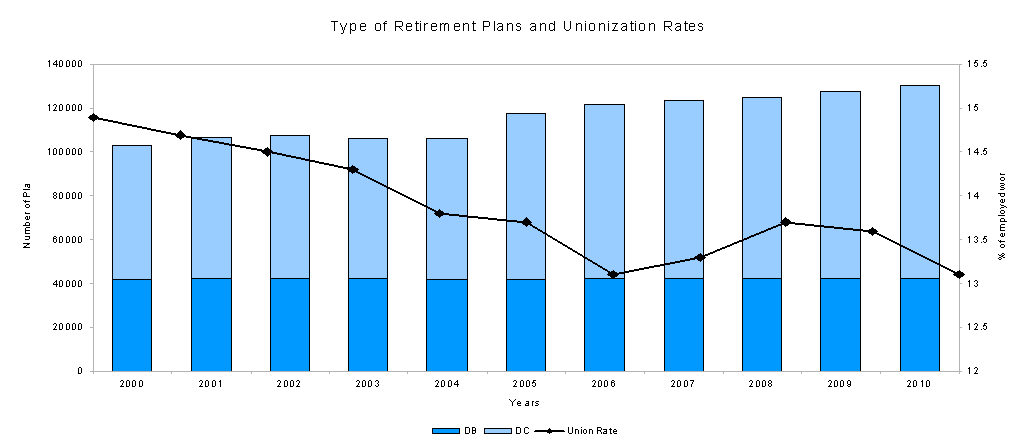 Type of Retirement Plans and Unionization Rates
140000
120000
100000
80000
60000
40000
20000
0
15.5
15
14.5
14
13.5
13
12.5
12
Number of Pla
% of employed wor
2000 2001 2002 2003 2004 2005 2006 2007 2008 2009 2010
Years
DB DC Union Rate